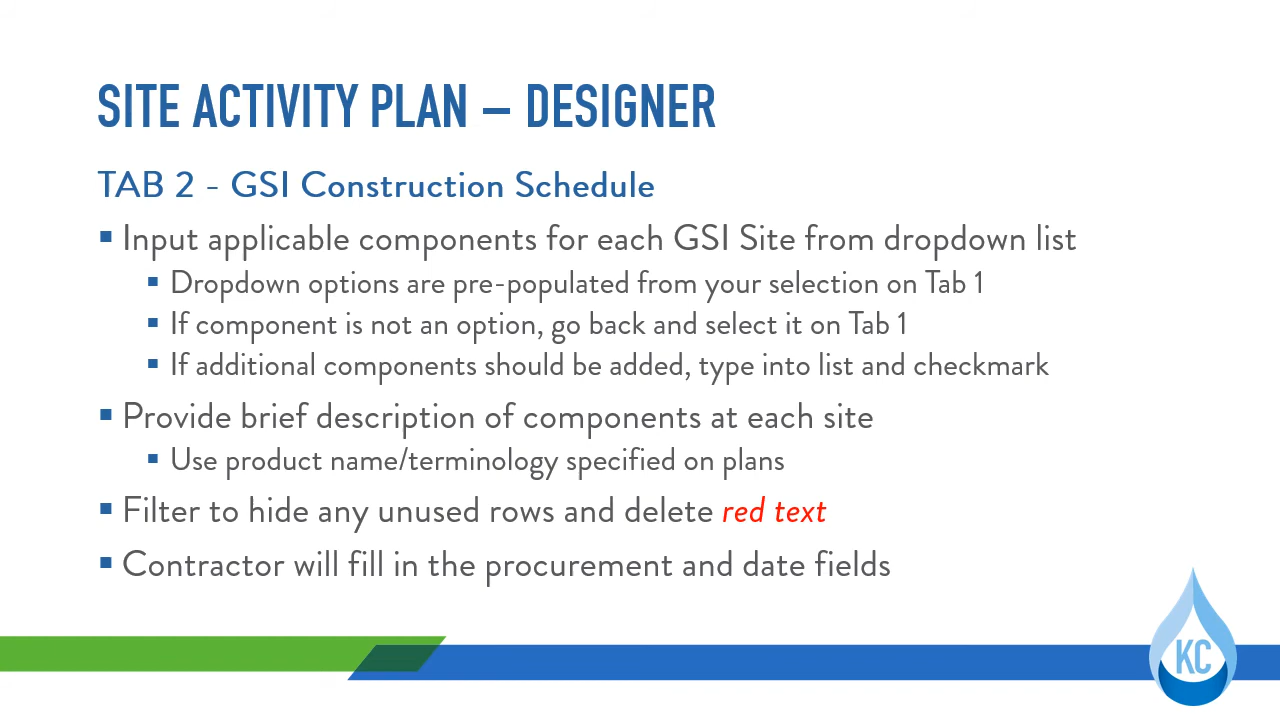 SITE ACTIVITY PLAN – DESIGNER
TAB 2 - GSI Construction Schedule
▪ Input applicable components for each GSI Site from dropdown list
▪ Dropdown options are pre-populated from your selection on Tab 1
▪ If component is not an option, go back and select it on Tab 1
▪ If additional components should be added, type into list and checkmark
▪ Provide brief description of components at each site
▪ Use product name/terminology specified on plans
▪ Filter to hide any unused rows and delete red text
▪ Contractor will fill in the procurement and date fields
KC